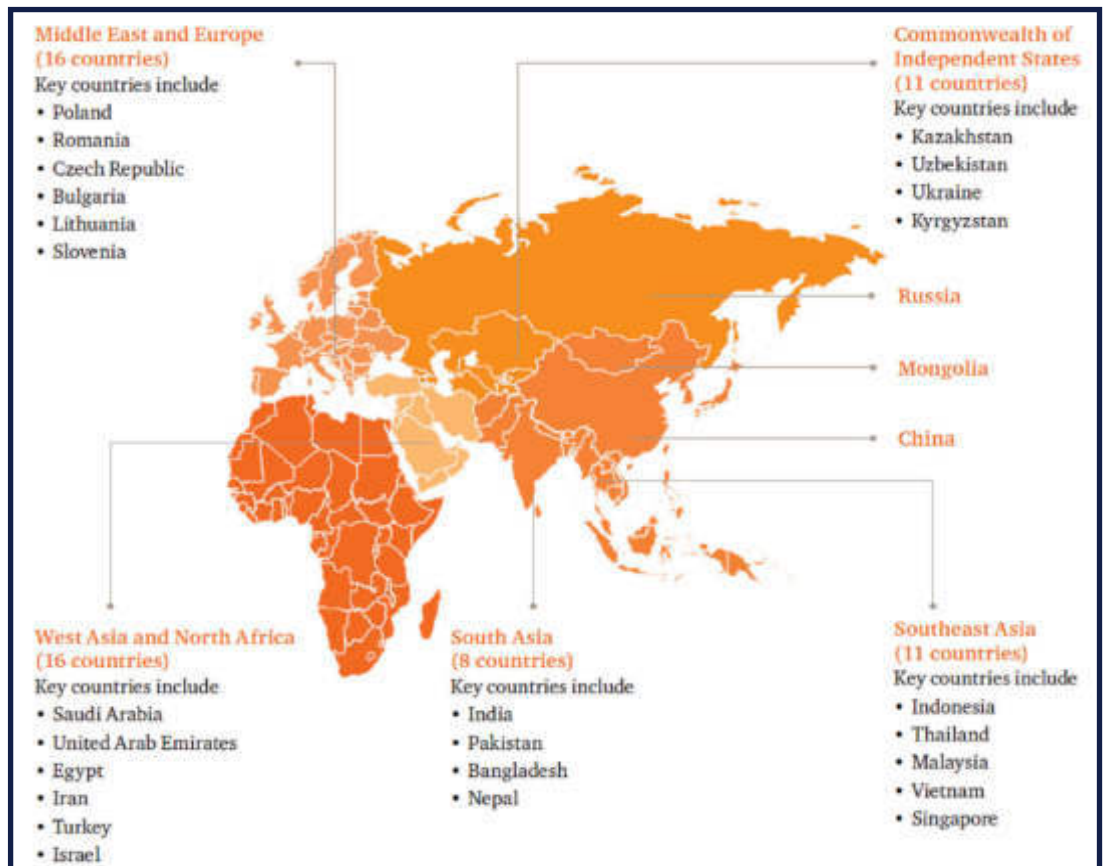 Middle East and Europe
(16 countries)
Key countries include
• Poland
• Romania
• Czech Republic
• Bulgaria
• Lithuania
• Slovenia
Commonwealth of
Independent States
(11 countries)
Key countries include
• Kazakhstan
• Uzbekistan
• Ukraine
• Kyrgyzstan
Russia
Mongolia
China
West Asia and North Africa
(16 countries)
Key countries include
• Saudi Arabia
• United Arab Emirates
• Egypt
• Iran
• Turkey
• Israel
South Asia
(8 countries)
Key countries include
• India
• Pakistan
• Bangladesh
• Nepal
Southeast Asia
(11 countries)
Key countries include
• Indonesia
• Thailand
• Malaysia
• Vietnam
• Singapore